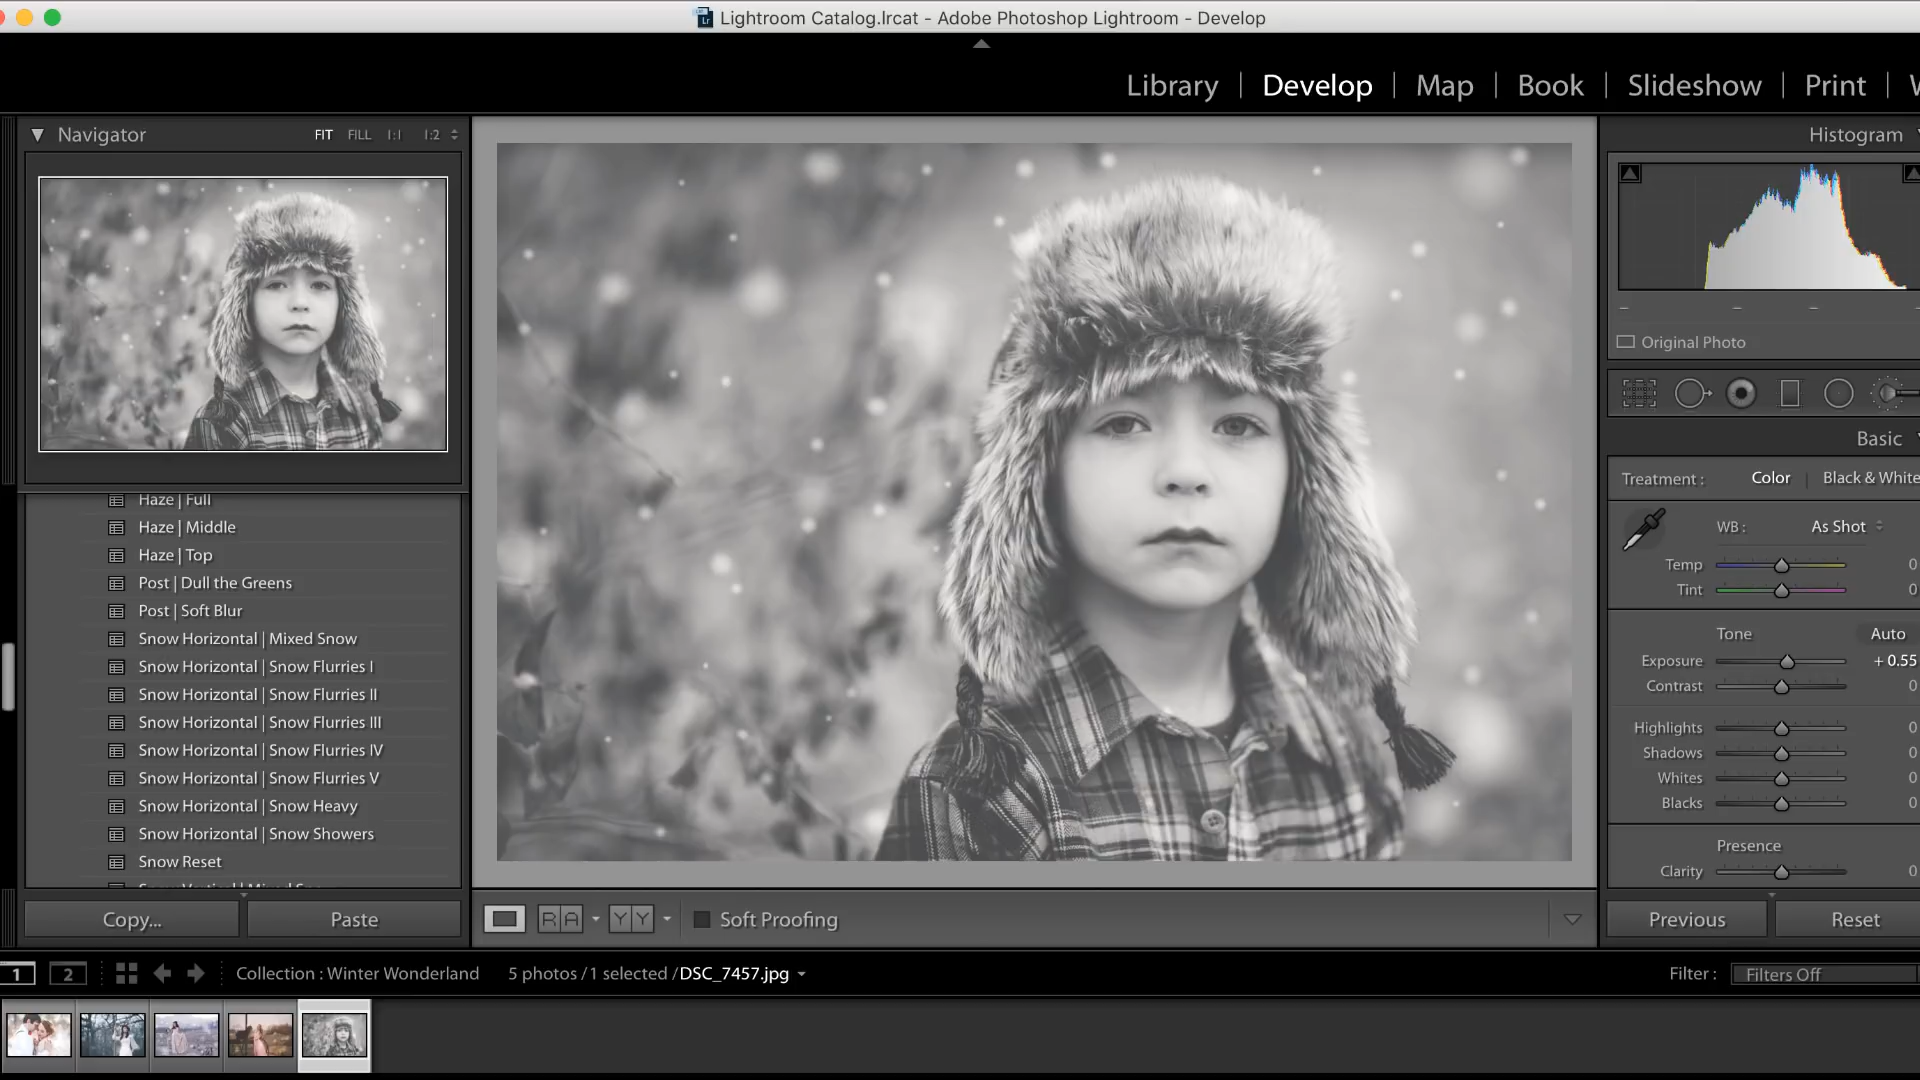 Lightroom Catalog.lrcat - Adobe Photoshop Lightroom - Develop
Library | Develop | Map | Book | Slideshow | Print |
Navigator FIT FILL 1:1 1:2
Histogram
Original Photo
Basic
Treatment : Color | Black & White
WB : As Shot
Temp 0
Tint 0
Tone Auto
Exposure + 0.55
Contrast 0
Highlights 0
Shadows 0
Whites 0
Blacks 0
Presence
Clarity 0
Haze | Full
Haze | Middle
Haze | Top
Post | Dull the Greens
Post | Soft Blur
Snow Horizontal | Mixed Snow
Snow Horizontal | Snow Flurries I
Snow Horizontal | Snow Flurries II
Snow Horizontal | Snow Flurries III
Snow Horizontal | Snow Flurries IV
Snow Horizontal | Snow Flurries V
Snow Horizontal | Snow Heavy
Snow Horizontal | Snow Showers
Snow Reset
Copy... Paste
R A Y Y Soft Proofing
Previous Reset
1 2 Collection : Winter Wonderland 5 photos / 1 selected / DSC_7457.jpg
Filter : Filters Off